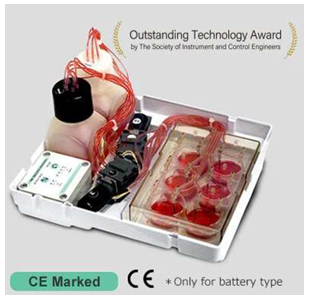 Outstanding Technology Award
by The Society of Instrument and Control Engineers
CE Marked
CE
*Only for battery type